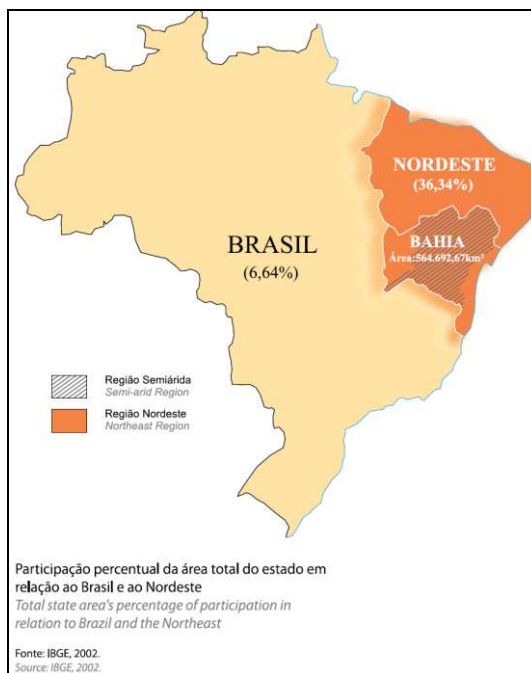 NORDESTE
(36,34%)
BAHIA
Área:564.692,67km²
BRASIL
(6,64%)
Região Semiárida
Semi-arid Region
Região Nordeste
Northeast Region
Participação percentual da área total do estado em
relação ao Brasil e ao Nordeste
Total state area's percentage of participation in
relation to Brazil and the Northeast
Fonte: IBGE, 2002.
Source: IBGE, 2002.